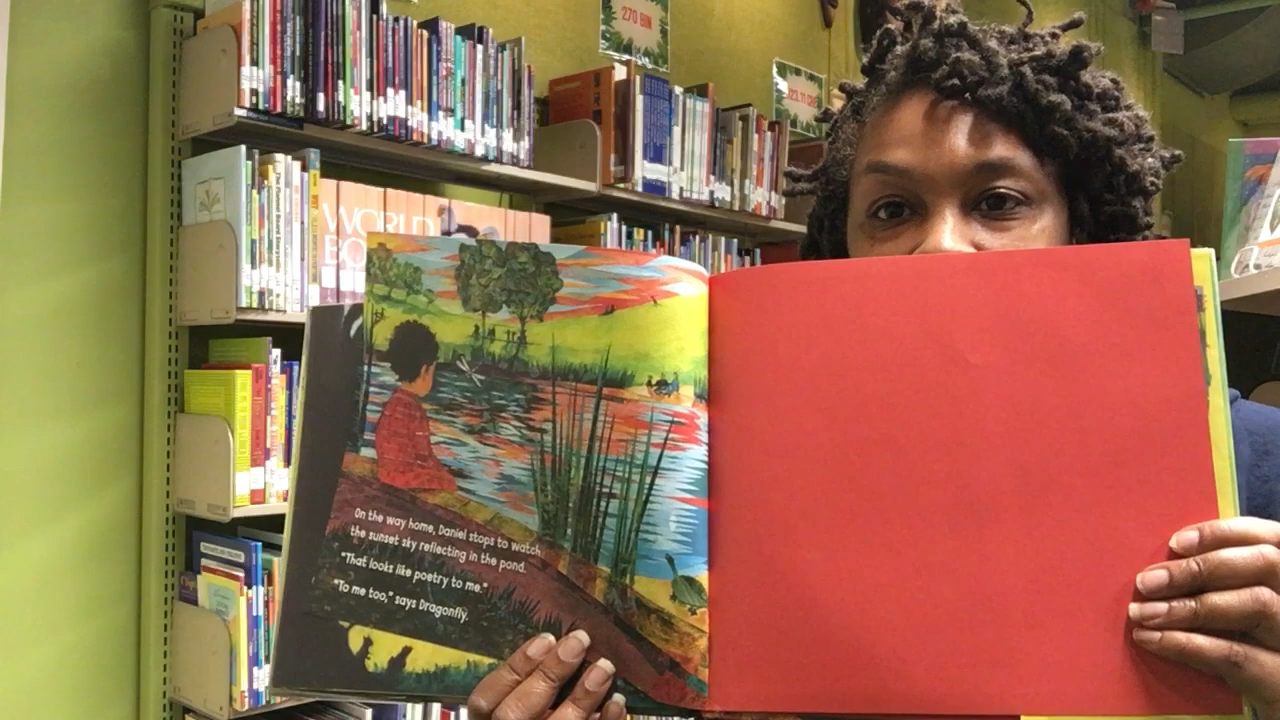 270 BIN
WORLD
BO
On the way home, Daniel stops to watch
the sunset sky reflecting in the pond.
"That looks like poetry to me."
"To me too," says Dragonfly.